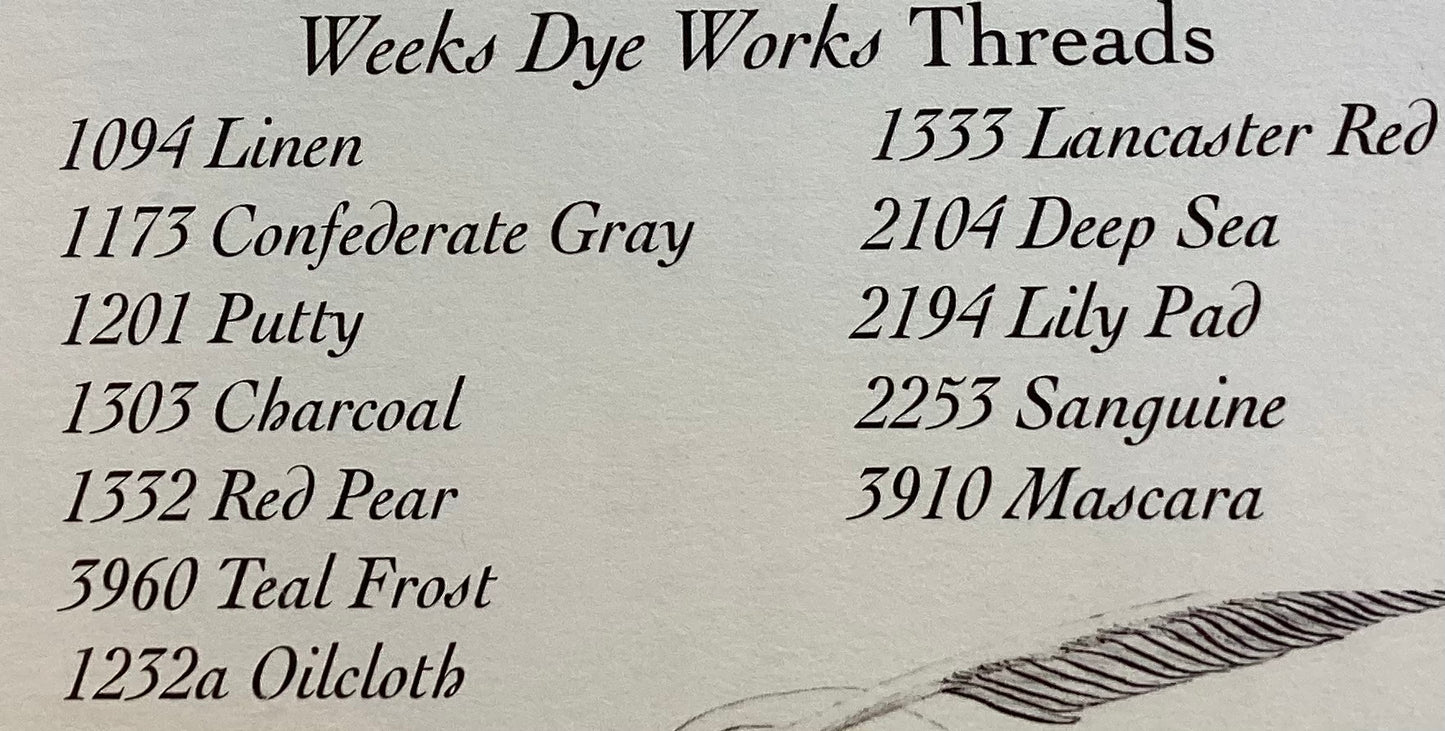 Weeks Dye Works Threads
1094 Linen
1173 Confederate Gray
1201 Putty
1303 Charcoal
1332 Red Pear
3960 Teal Frost
1232a Oilcloth
1333 Lancaster Red
2104 Deep Sea
2194 Lily Pad
2253 Sanguine
3910 Mascara